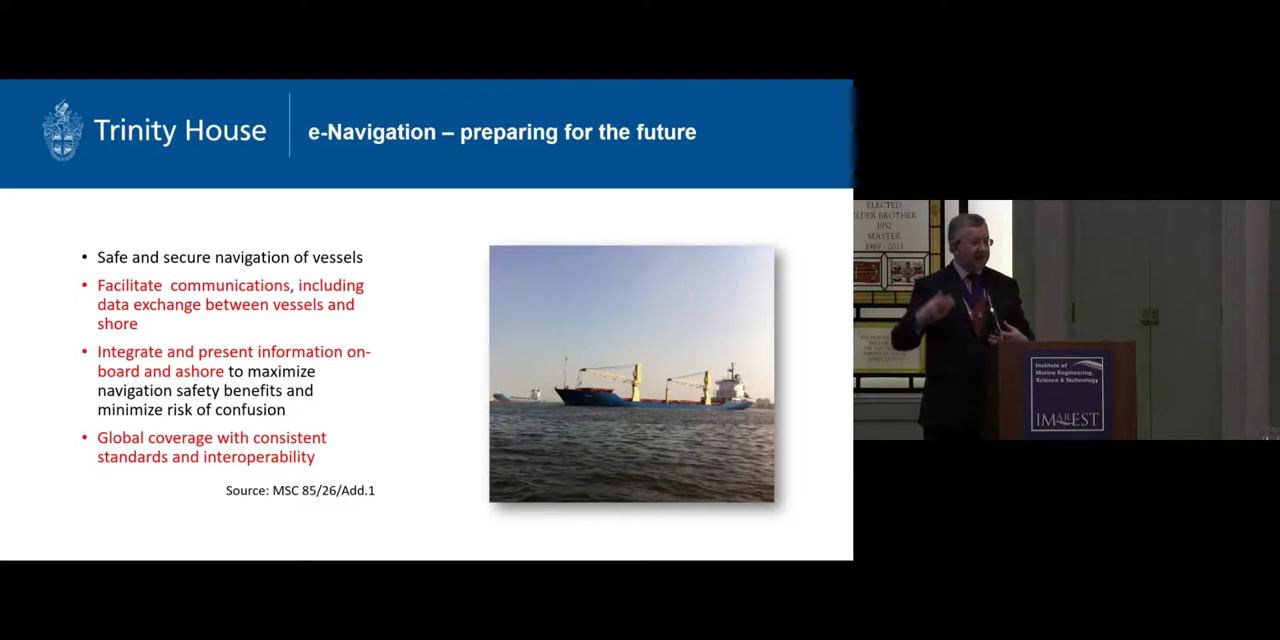 Trinity House
e-Navigation – preparing for the future
• Safe and secure navigation of vessels
• Facilitate communications, including
data exchange between vessels and
shore
• Integrate and present information on-
board and ashore to maximize
navigation safety benefits and
minimize risk of confusion
• Global coverage with consistent
standards and interoperability
Source: MSC 85/26/Add.1
ELECTED
ELDER BROTHER
1952
MASTER
1969 - 2011
Institute of
Marine Engineering,
Science & Technology
IMarEST